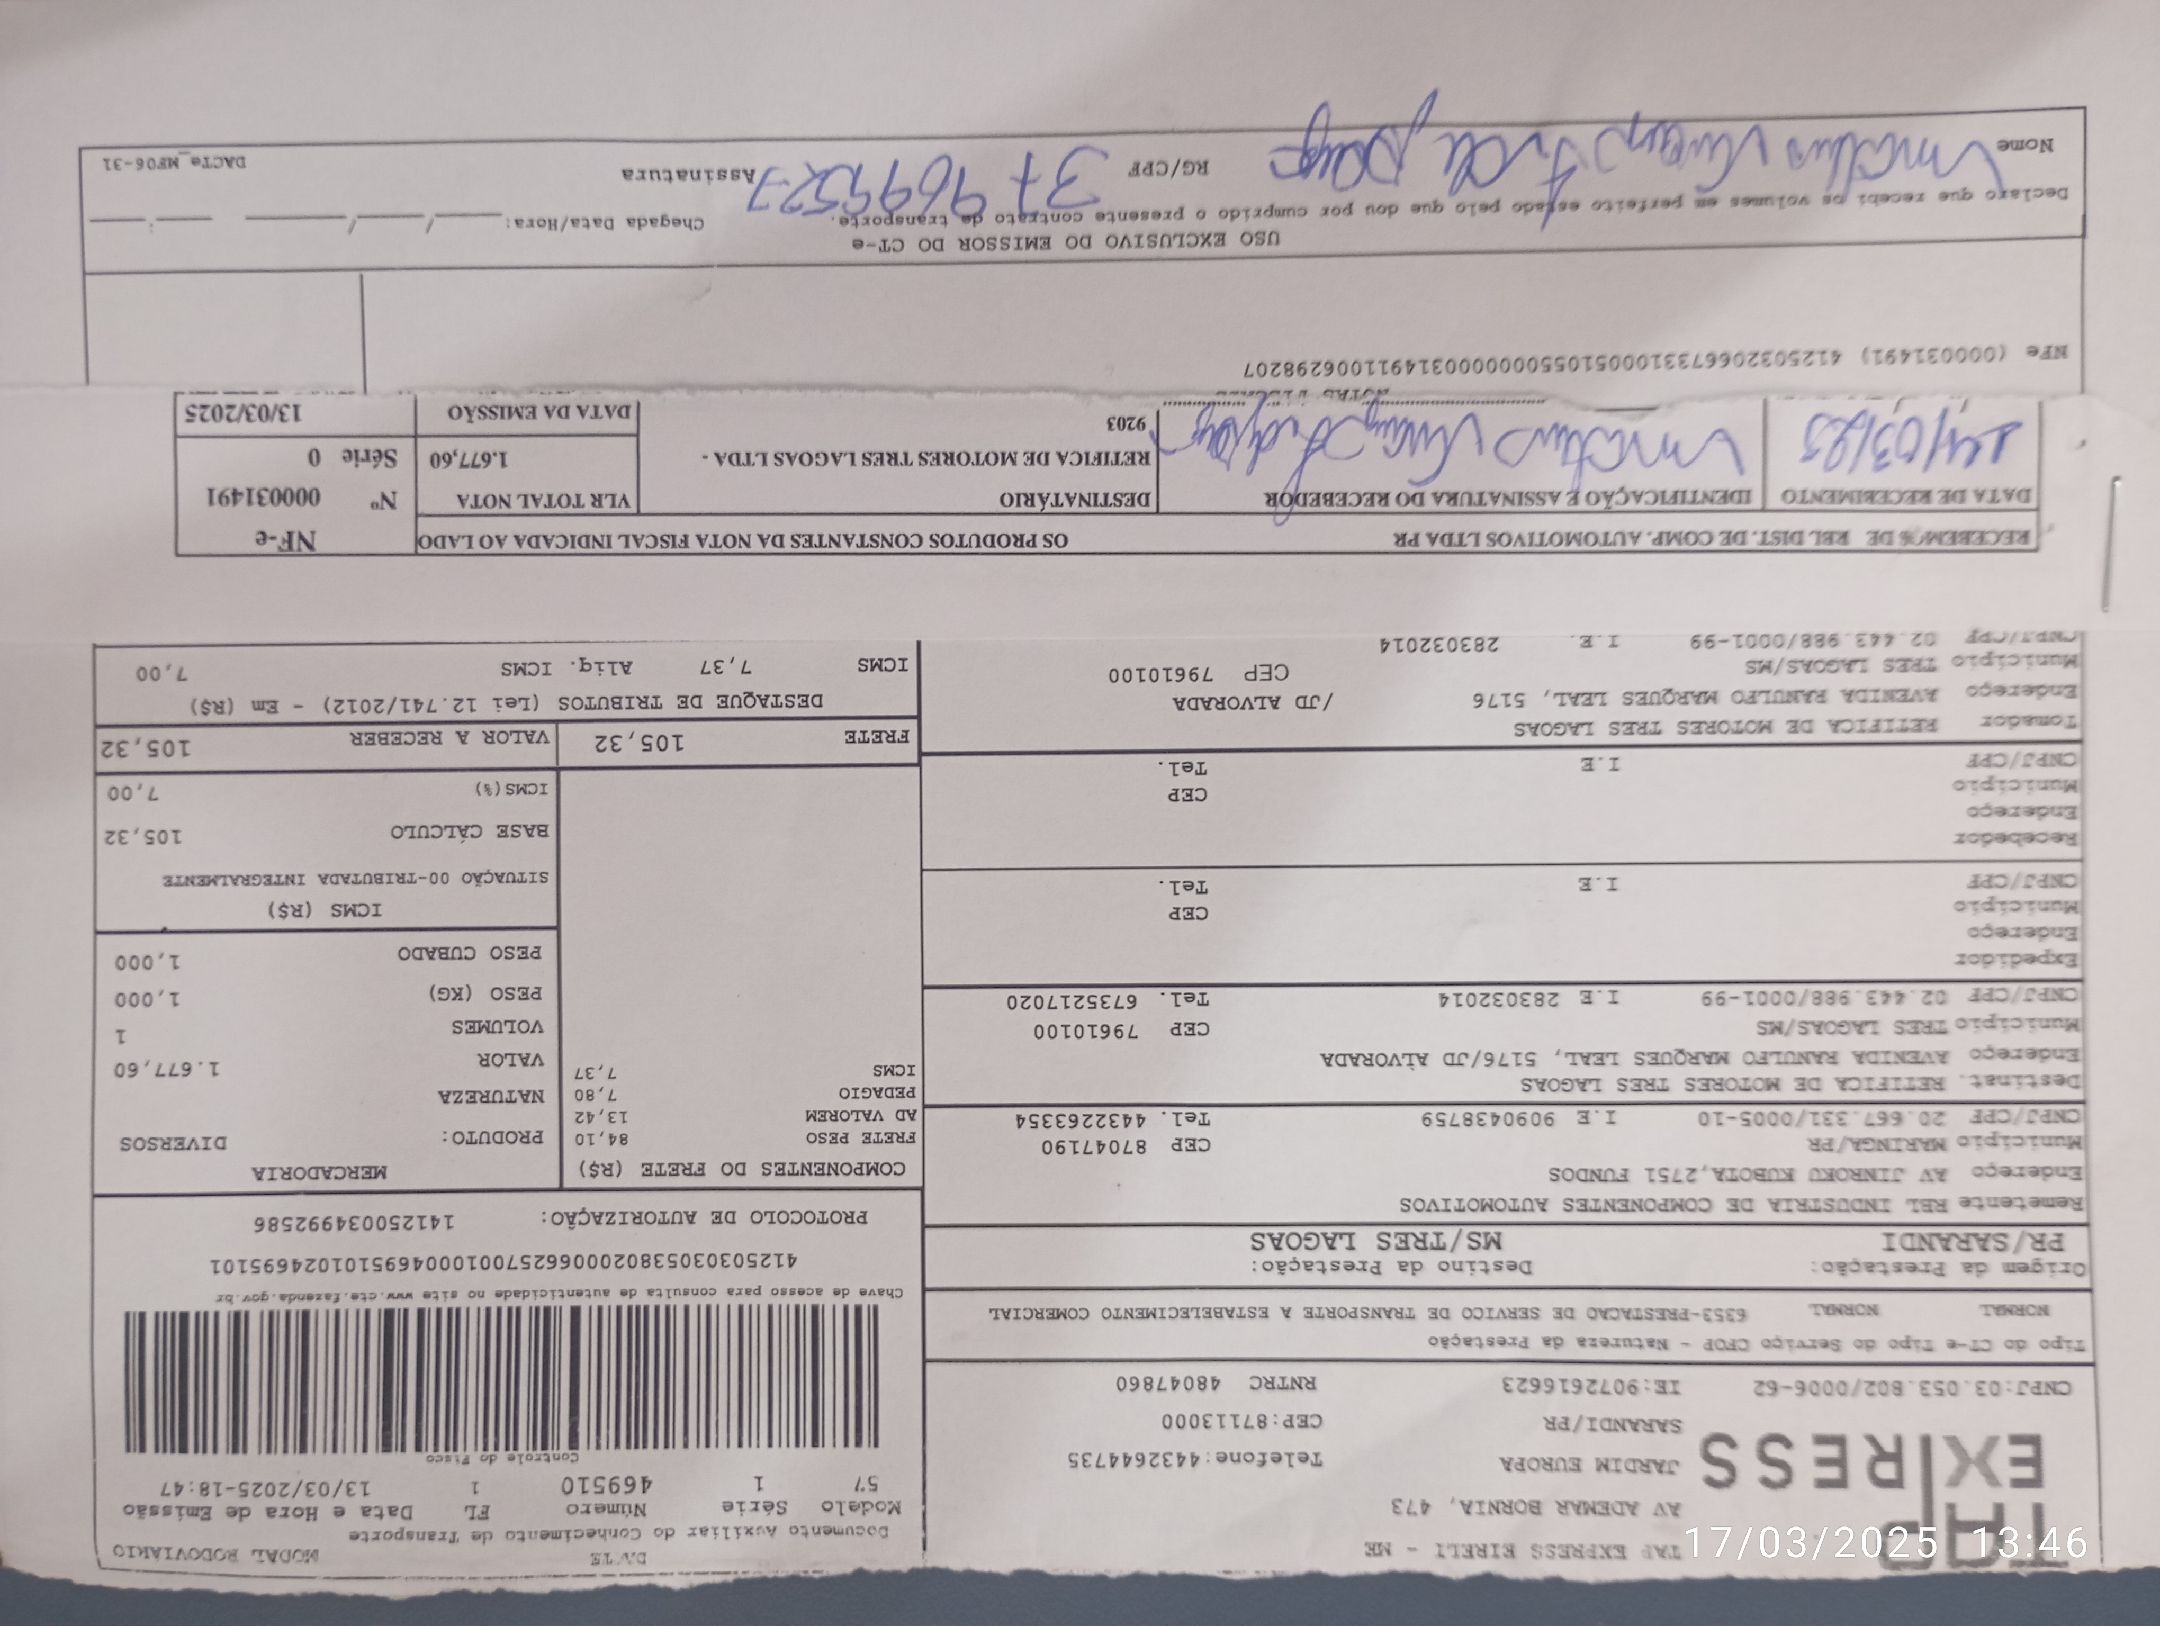 TAP EXPRESS
TAP EXPRESS EIRELI - ME
AV ADEMAR BORNIA, 473
JARDIM EUROPA Telefone:4432644735
SARANDI/PR CEP:87113000
CNPJ:03.053.802/0006-62 IE:9072616623 RNTRC 48047860
DACTE MODAL RODOVIÁRIO
Documento Auxiliar do Conhecimento de Transporte
Modelo Série Número FL Data e Hora de Emissão
57 1 469510 1 13/03/2025-18:47
Controle do Fisco
Chave de acesso para consulta de autenticidade no site www.cte.fazenda.gov.br
41250303053802000662570010004695101024695101
PROTOCOLO DE AUTORIZAÇÃO: 141250034992586
Tipo do CT-e Tipo do Serviço CFOP - Natureza da Prestação
NORMAL NORMAL 6353-PRESTACAO DE SERVICO DE TRANSPORTE A ESTABELECIMENTO COMERCIAL
Origem da Prestação: Destino da Prestação:
PR/SARANDI MS/TRES LAGOAS
Remetente RBL INDUSTRIA DE COMPONENTES AUTOMOTIVOS
Endereço AV JINROKU KUBOTA,2751 FUNDOS
Município MARINGA/PR CEP 87047190
CNPJ/CPF 20.667.331/0005-10 I.E 9090438759 Tel. 4432263354
Destinat. RETIFICA DE MOTORES TRES LAGOAS
Endereço AVENIDA RANULFO MARQUES LEAL, 5176/JD ALVORADA
Município TRES LAGOAS/MS CEP 79610100
CNPJ/CPF 02.443.988/0001-99 I.E 283032014 Tel. 6735217020
Expedidor
Endereço
Município CEP
CNPJ/CPF I.E Tel.
Recebedor
Endereço
Município CEP
CNPJ/CPF I.E Tel.
Tomador RETIFICA DE MOTORES TRES LAGOAS
Endereço AVENIDA RANULFO MARQUES LEAL, 5176 /JD ALVORADA
Município TRES LAGOAS/MS CEP 79610100
CNPJ/CPF 02.443.988/0001-99 I.E. 283032014
COMPONENTES DO FRETE (R$)
FRETE PESO 84,10
AD VALOREM 13,42
PEDAGIO 7,80
ICMS 7,37
MERCADORIA
PRODUTO: DIVERSOS
NATUREZA
VALOR 1.677,60
VOLUMES 1
PESO (KG) 1,000
PESO CUBADO 1,000
ICMS (R$)
SITUAÇÃO 00-TRIBUTADA INTEGRALMENTE
BASE CÁLCULO 105,32
ICMS(%) 7,00
FRETE 105,32 VALOR A RECEBER 105,32
DESTAQUE DE TRIBUTOS (Lei 12.741/2012) - Em (R$)
ICMS 7,37 Aliq. ICMS 7,00
RECEBEMOS DE RBL DIST. DE COMP. AUTOMOTIVOS LTDA PR OS PRODUTOS CONSTANTES DA NOTA FISCAL INDICADA AO LADO
NF-e
Nº 000031491
Série 0
DATA DE RECEBIMENTO IDENTIFICAÇÃO E ASSINATURA DO RECEBEDOR DESTINATÁRIO VLR TOTAL NOTA
14/03/25 RETIFICA DE MOTORES TRES LAGOAS LTDA - 1.677,60
9203 DATA DA EMISSÃO 13/03/2025
NFe (00031491) 41250320667331000510550000000314911006298207
USO EXCLUSIVO DO EMISSOR DO CT-e
Declaro que recebi os volumes em perfeito estado pelo que dou por cumprido o presente contrato de transporte. Chegada Data/Hora:
Nome RG/CPF Assinatura
DACTe_MF06-31
17/03/2025 13:46